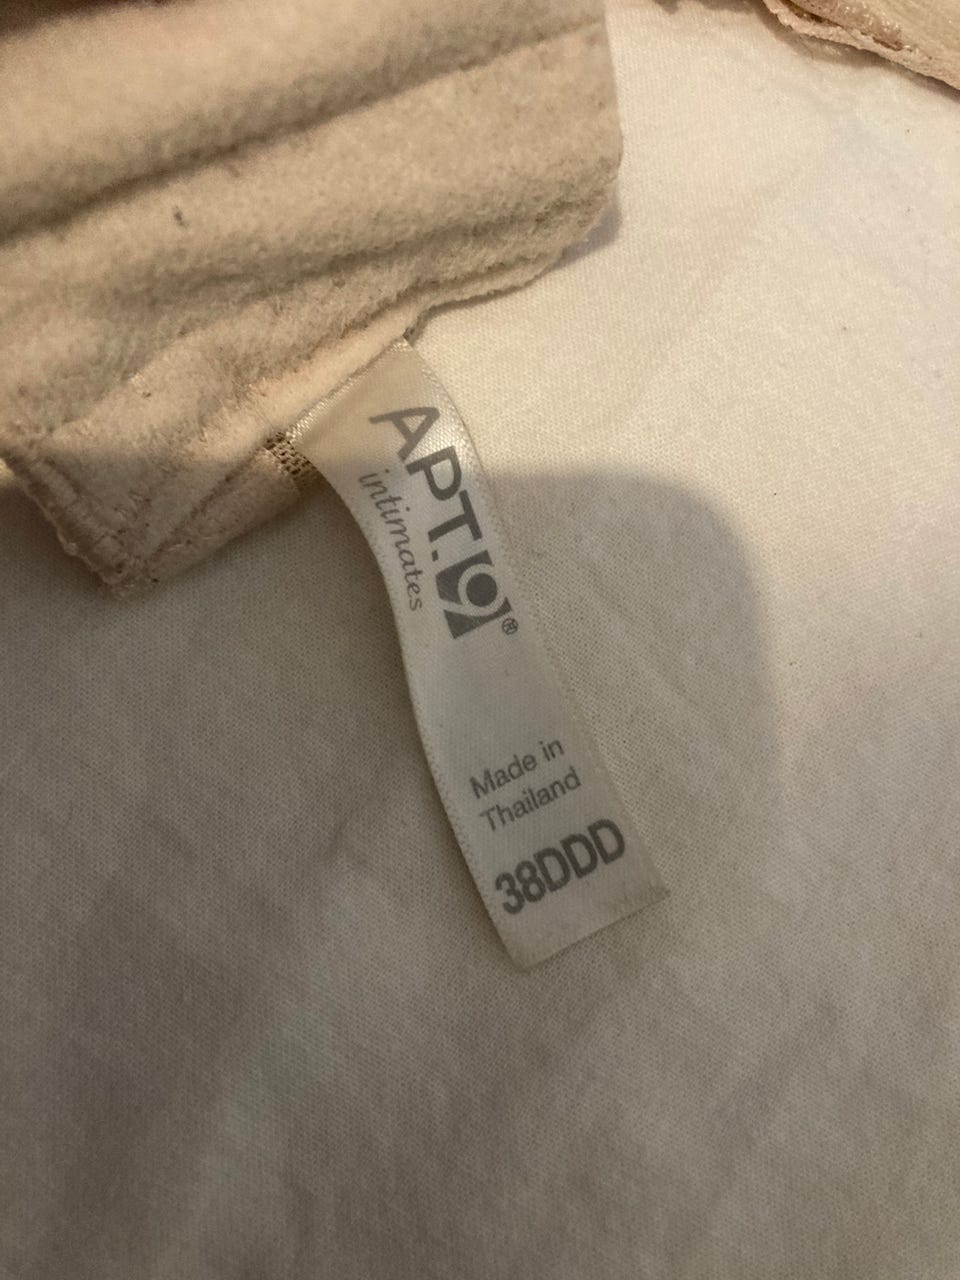 APT.9®
intimates
Made in
Thailand
38DDD